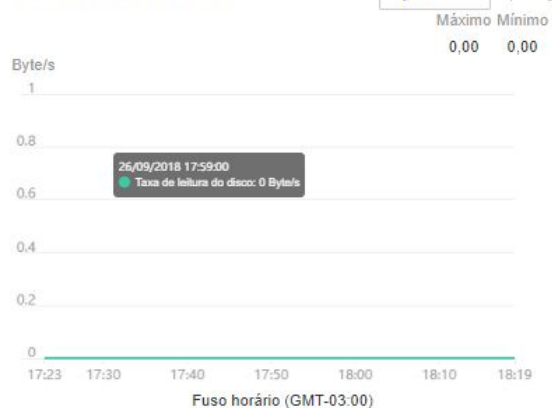 Máximo Mínimo
0,00 0,00
Byte/s
1
0.8
26/09/2018 17:59:00
Taxa de leitura do disco: 0 Byte/s
0.6
0.4
0.2
0
17:23 17:30 17:40 17:50 18:00 18:10 18:19
Fuso horário (GMT-03:00)